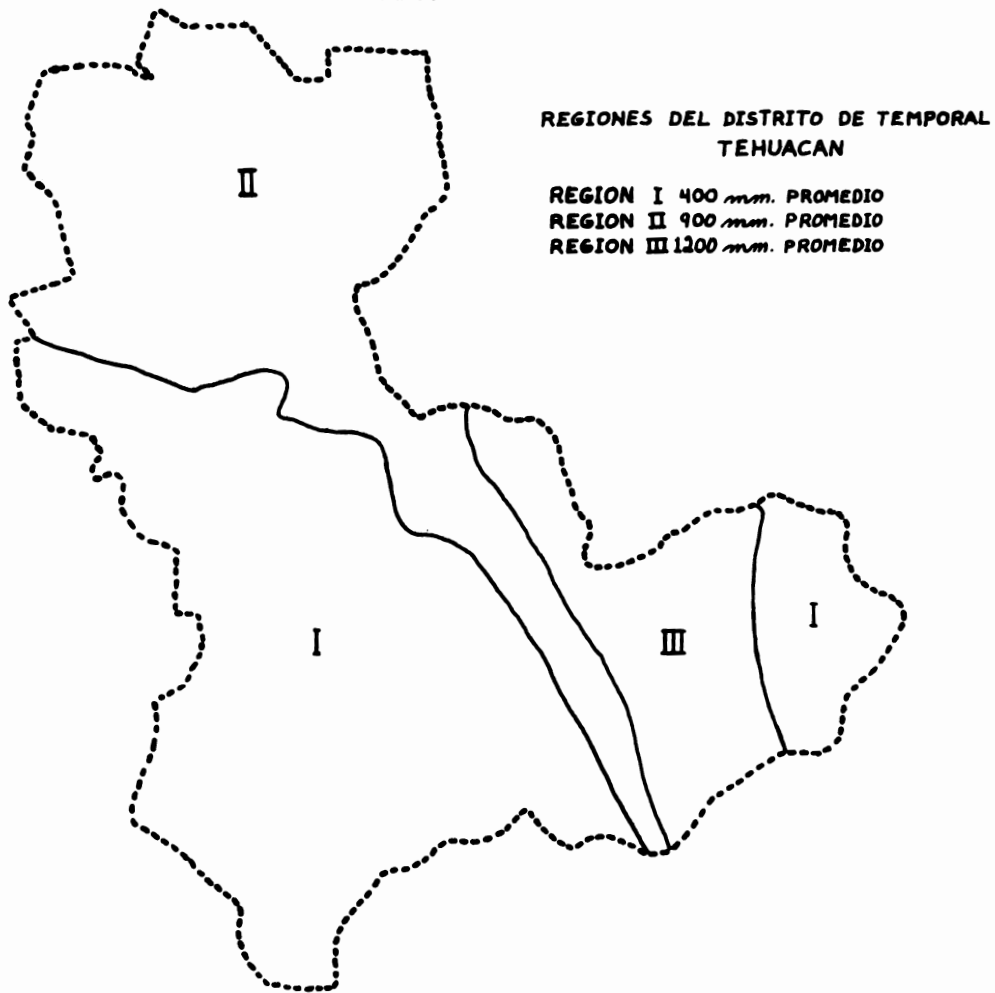 REGIONES DEL DISTRITO DE TEMPORAL
TEHUACAN
REGION I 400 mm. PROMEDIO
REGION II 900 mm. PROMEDIO
REGION III 1200 mm. PROMEDIO
II
I
III
I